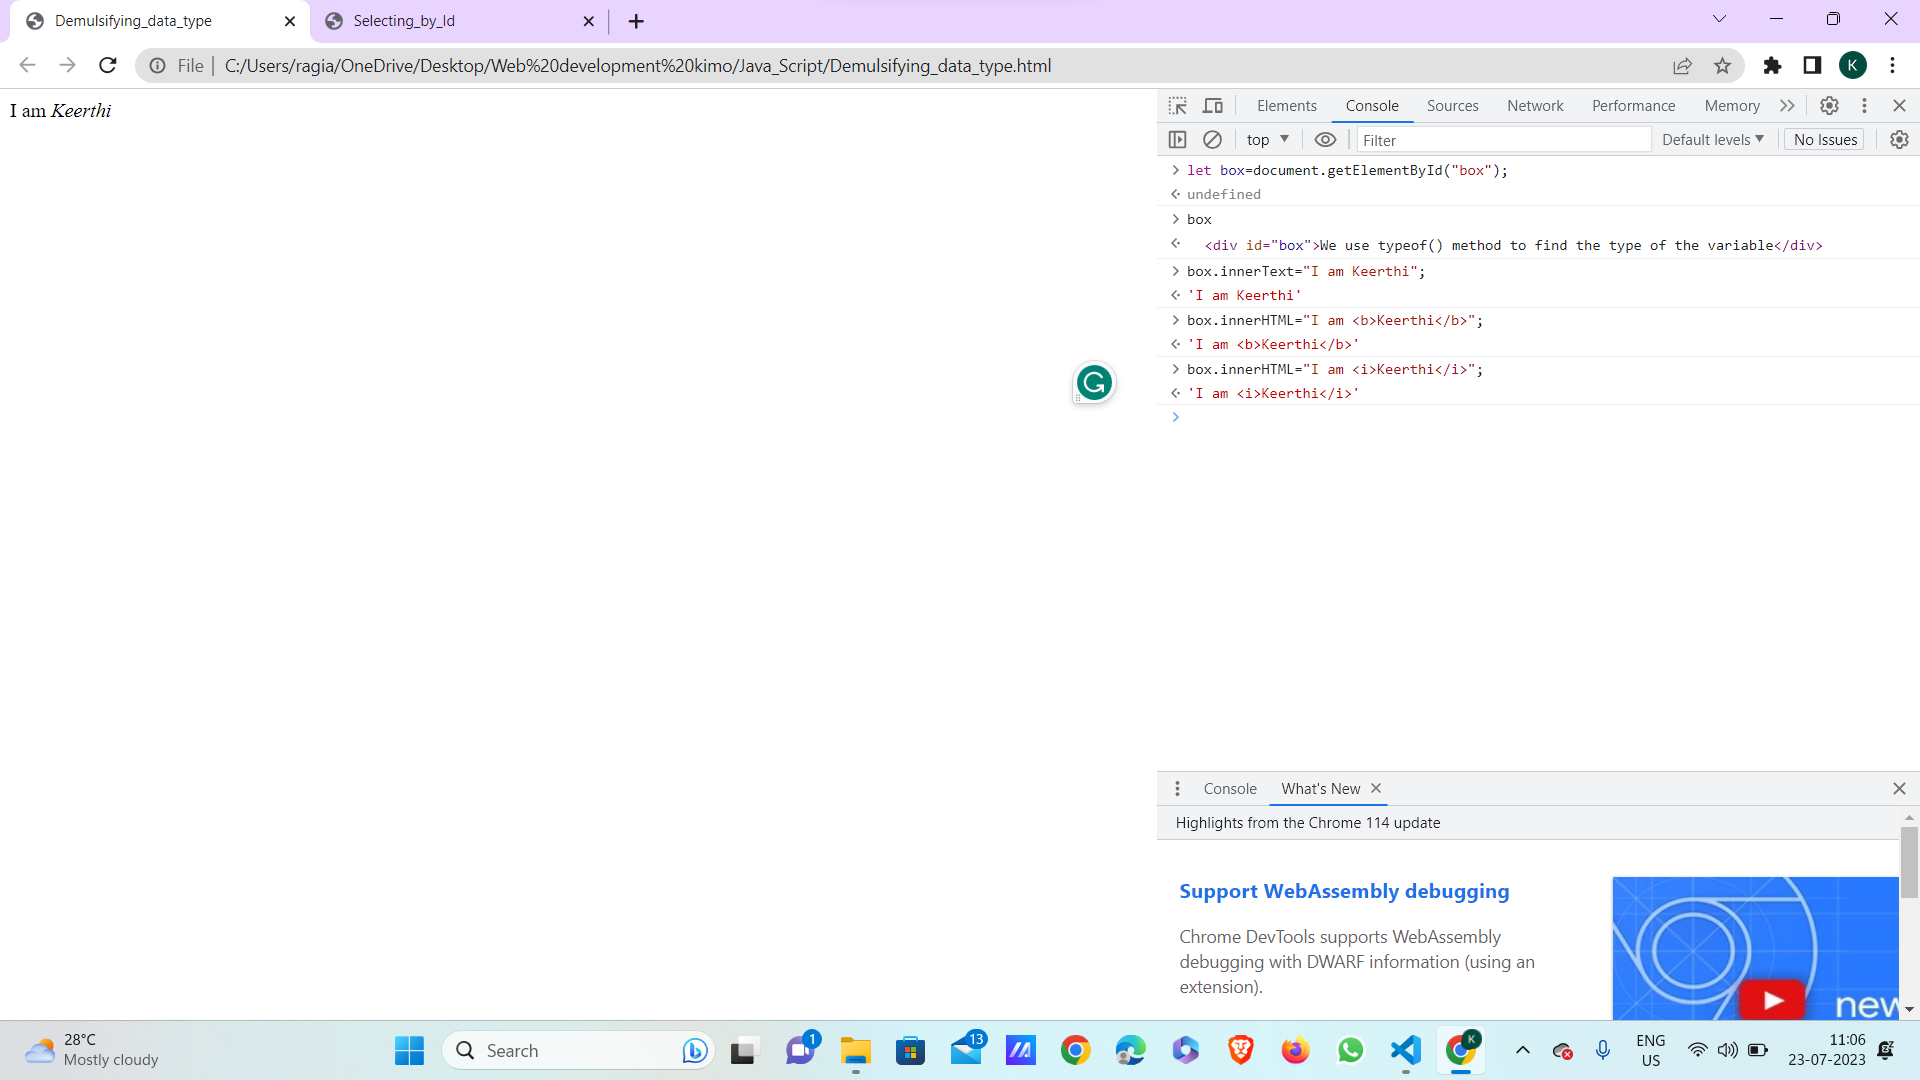 Demulsifying_data_type
Selecting_by_Id
File
C:/Users/ragia/OneDrive/Desktop/Web%20development%20kimo/Java_Script/Demulsifying_data_type.html
K
I am Keerthi
Elements Console Sources Network Performance Memory
top
Filter
Default levels
No Issues
let box=document.getElementById("box");
undefined
box
<div id="box">We use typeof() method to find the type of the variable</div>
box.innerText="I am Keerthi";
'I am Keerthi'
box.innerHTML="I am <b>Keerthi</b>";
'I am <b>Keerthi</b>'
box.innerHTML="I am <i>Keerthi</i>";
'I am <i>Keerthi</i>'
G
Console What's New
Highlights from the Chrome 114 update
Support WebAssembly debugging
Chrome DevTools supports WebAssembly
debugging with DWARF information (using an
extension).
new
28°C
Mostly cloudy
Search
1
13
K
ENG
US
11:06
23-07-2023